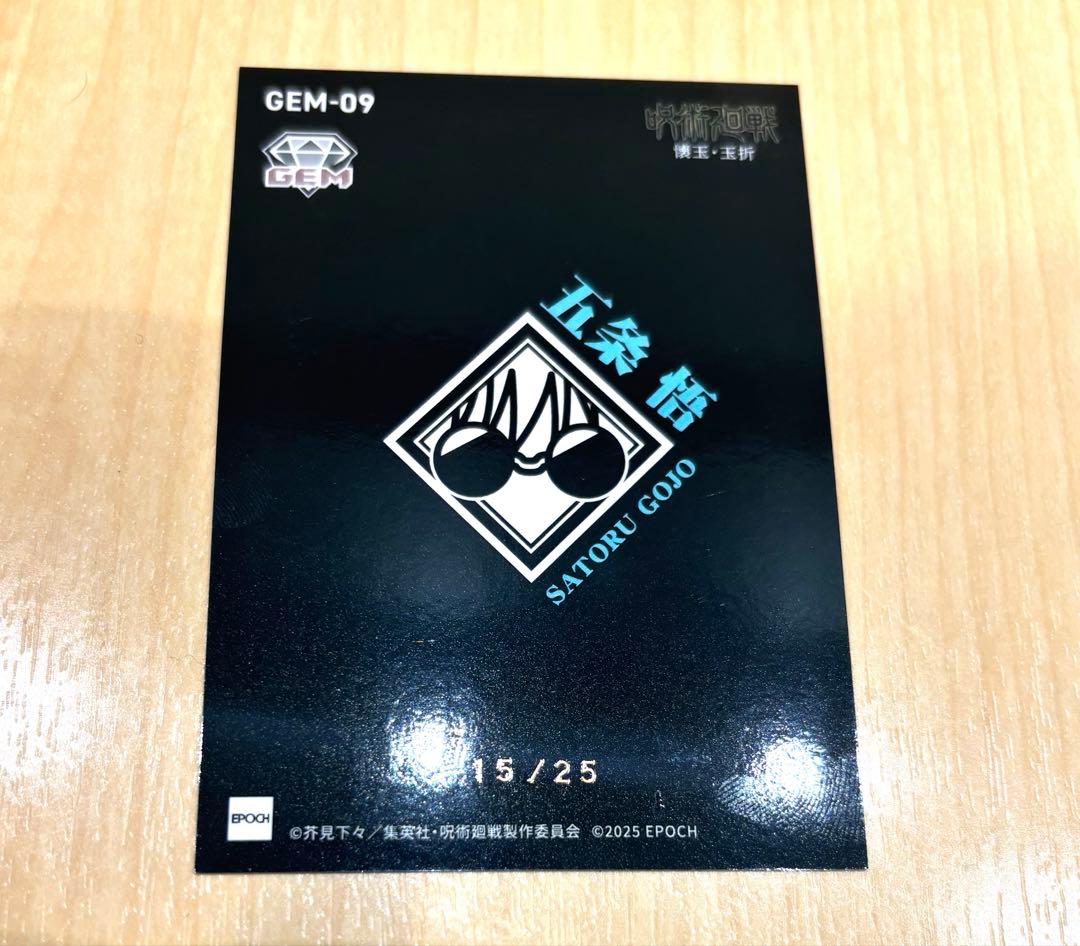 GEM-09
GEM
呪術廻戦
懐玉・玉折
五条 悟
SATORU GOJO
15/25
EPOCH
©芥見下々／集英社・呪術廻戦製作委員会 ©2025 EPOCH